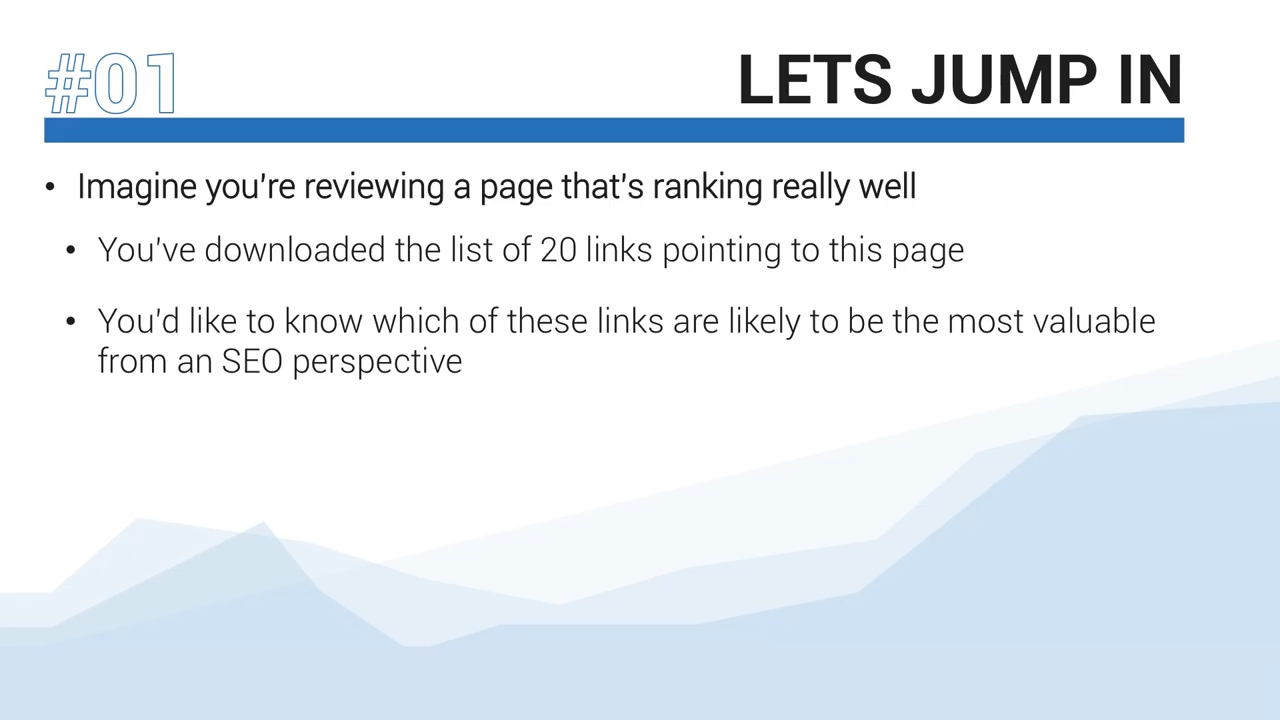 #01
LETS JUMP IN
• Imagine you're reviewing a page that's ranking really well
• You've downloaded the list of 20 links pointing to this page
• You'd like to know which of these links are likely to be the most valuable
from an SEO perspective